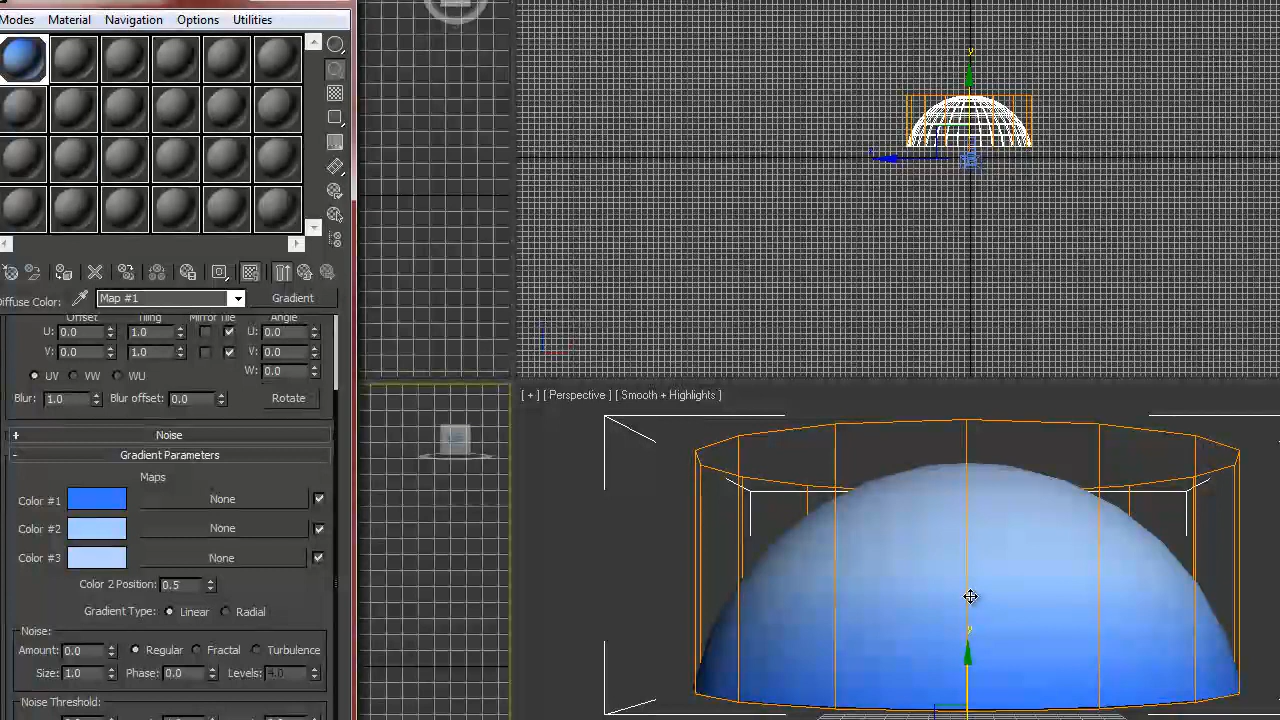 Modes Material Navigation Options Utilities
y
Diffuse Color: Map #1 Gradient
Offset Tiling Mirror Tile Angle
U: 0.0 1.0 U: 0.0
V: 0.0 1.0 V: 0.0
W: 0.0
UV VW WU
Blur: 1.0 Blur offset: 0.0 Rotate
[ + ] [ Perspective ] [ Smooth + Highlights ]
+ Noise
- Gradient Parameters
Maps
Color #1 None
Color #2 None
Color #3 None
Color 2 Position: 0.5
Gradient Type: Linear Radial
Noise:
Amount: 0.0 Regular Fractal Turbulence
y
Size: 1.0 Phase: 0.0 Levels: 4.0
Noise Threshold: